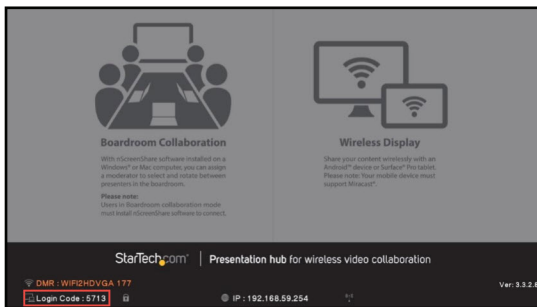 Boardroom Collaboration
With nScreenShare software installed on a
Windows® or Mac computer, you can assign
a moderator to select and rotate between
presentors in the boardroom.
Please note:
Users in Boardroom collaboration mode
must install nScreenshare software to connect.
Wireless Display
Share your content wirelessly with an
Android® device or Surface® Pro tablet.
Please note: Your mobile device must
support Miracast®.
StarTech.com® | Presentation hub for wireless video collaboration
DMR : WIFI2HDVGA 177
Ver: 3.3.2.8
Login Code : 5713
IP : 192.168.59.254